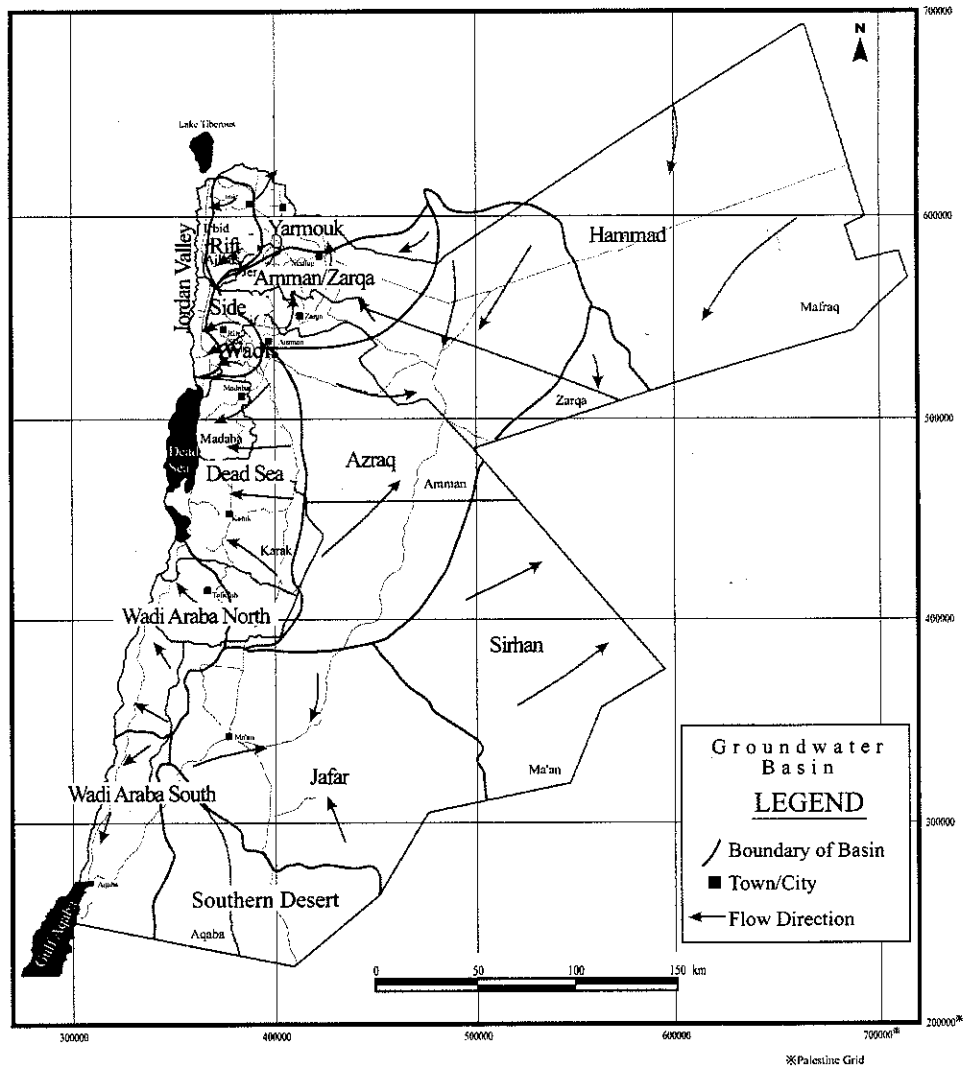 700000
N
Lake Tiberous
600000
Hammad
Yarmouk
Irbid
Rift
Ajlun
Jordan Valley
Amman/Zarqa
Side
Zarqa
Mafraq
Amman
Wadis
Madaba
Zarqa
500000
Madaba
Dead
Sea
Dead Sea
Azraq
Amman
Karak
Karak
Tafielah
Wadi Araba North
400000
Sirhan
Ma'an
Ma'an
Jafar
Wadi Araba South
300000
Aqaba
Gulf Aqaba
Southern Desert
Aqaba
Groundwater
Basin
LEGEND
Boundary of Basin
Town/City
Flow Direction
0 50 100 150 km
200000※
300000 400000 500000 600000 700000※
※Palestine Grid